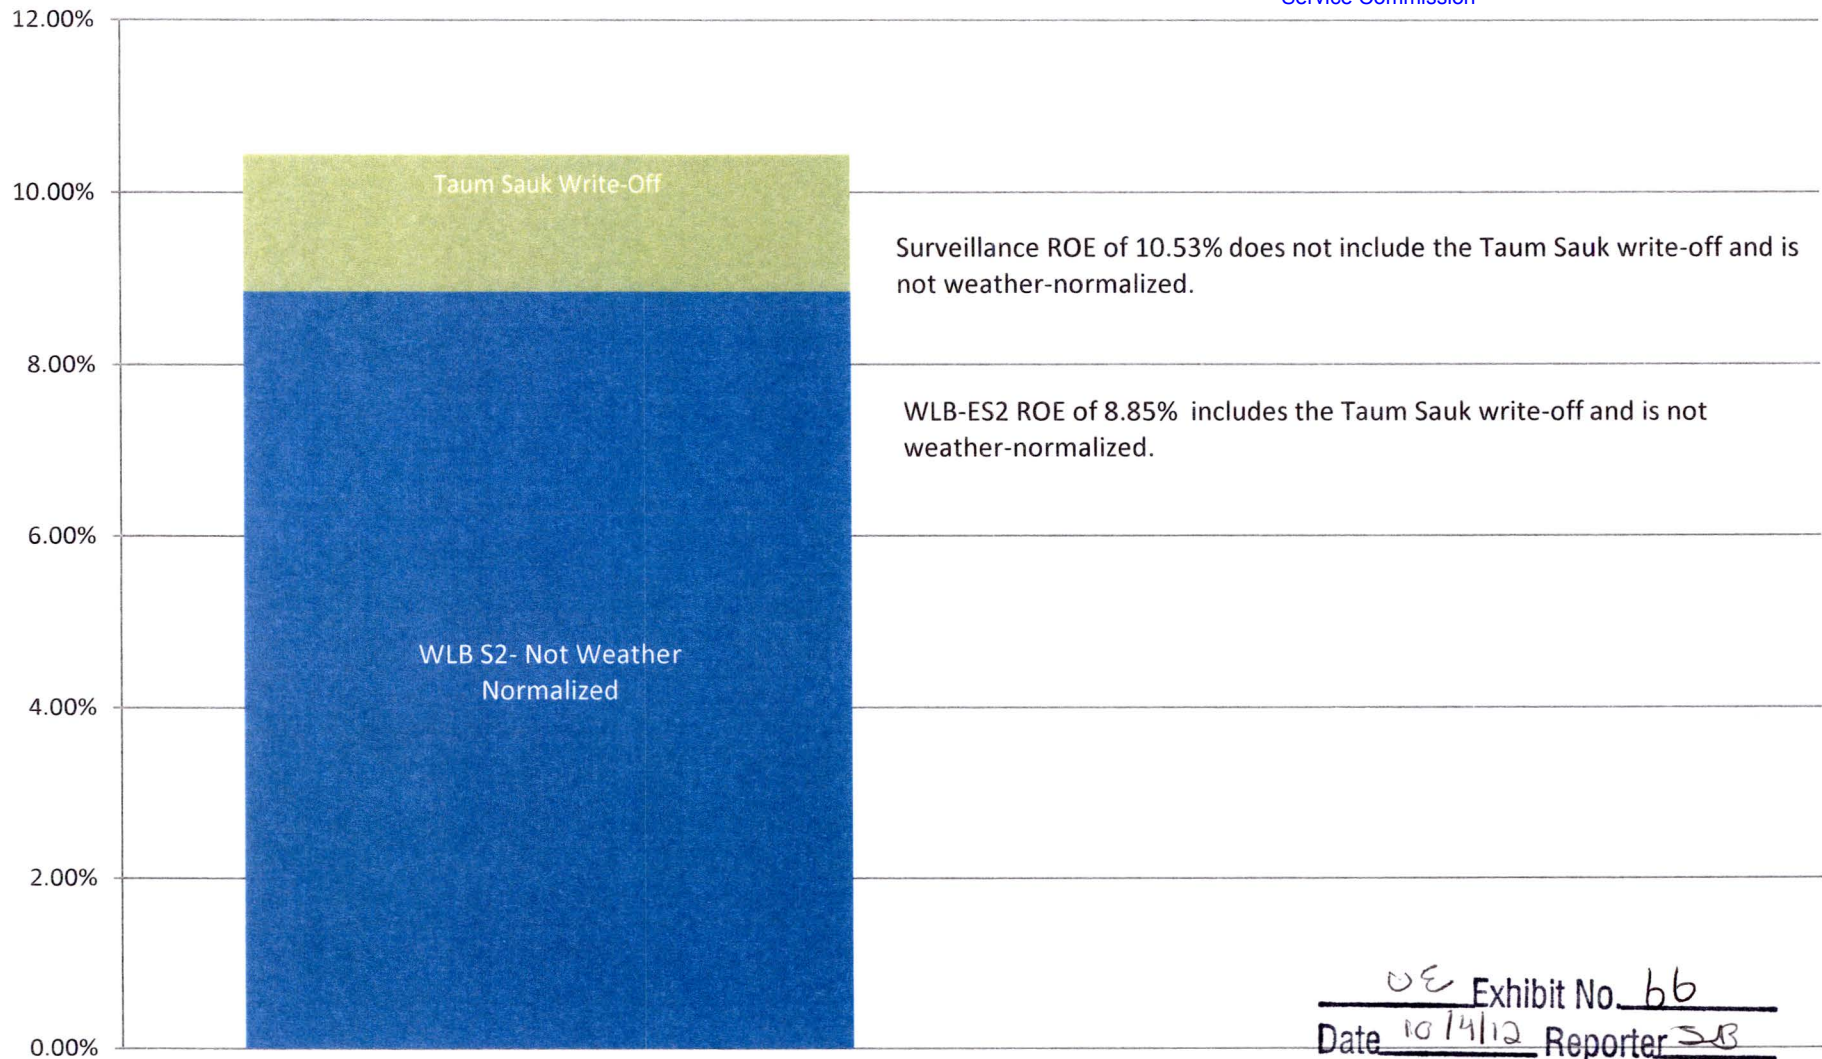 Service Commission
12.00%
10.00%
8.00%
6.00%
4.00%
2.00%
0.00%
Taum Sauk Write-Off
WLB S2- Not Weather
Normalized
Surveillance ROE of 10.53% does not include the Taum Sauk write-off and is
not weather-normalized.
WLB-ES2 ROE of 8.85% includes the Taum Sauk write-off and is not
weather-normalized.
UE Exhibit No. 66
Date 10/4/12 Reporter SB